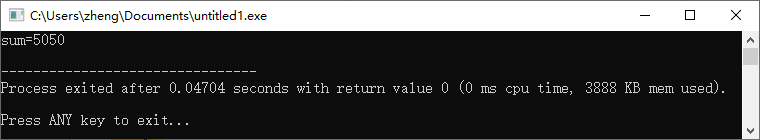 C:\Users\zheng\Documents\untitled1.exe
sum=5050
--------------------------------
Process exited after 0.04704 seconds with return value 0 (0 ms cpu time, 3888 KB mem used).
Press ANY key to exit...